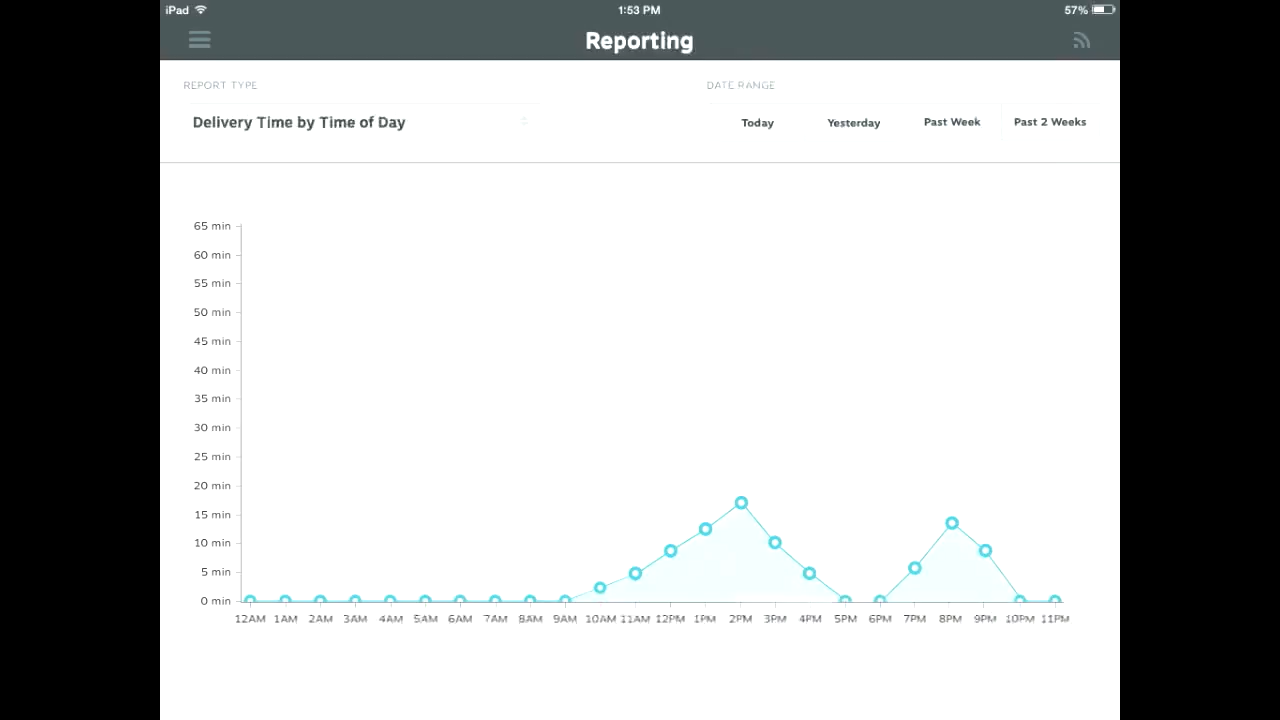 iPad 1:53 PM 57%
Reporting
REPORT TYPE DATE RANGE
Delivery Time by Time of Day Today Yesterday Past Week Past 2 Weeks
65 min
60 min
55 min
50 min
45 min
40 min
35 min
30 min
25 min
20 min
15 min
10 min
5 min
0 min
12AM 1AM 2AM 3AM 4AM 5AM 6AM 7AM 8AM 9AM 10AM 11AM 12PM 1PM 2PM 3PM 4PM 5PM 6PM 7PM 8PM 9PM 10PM 11PM